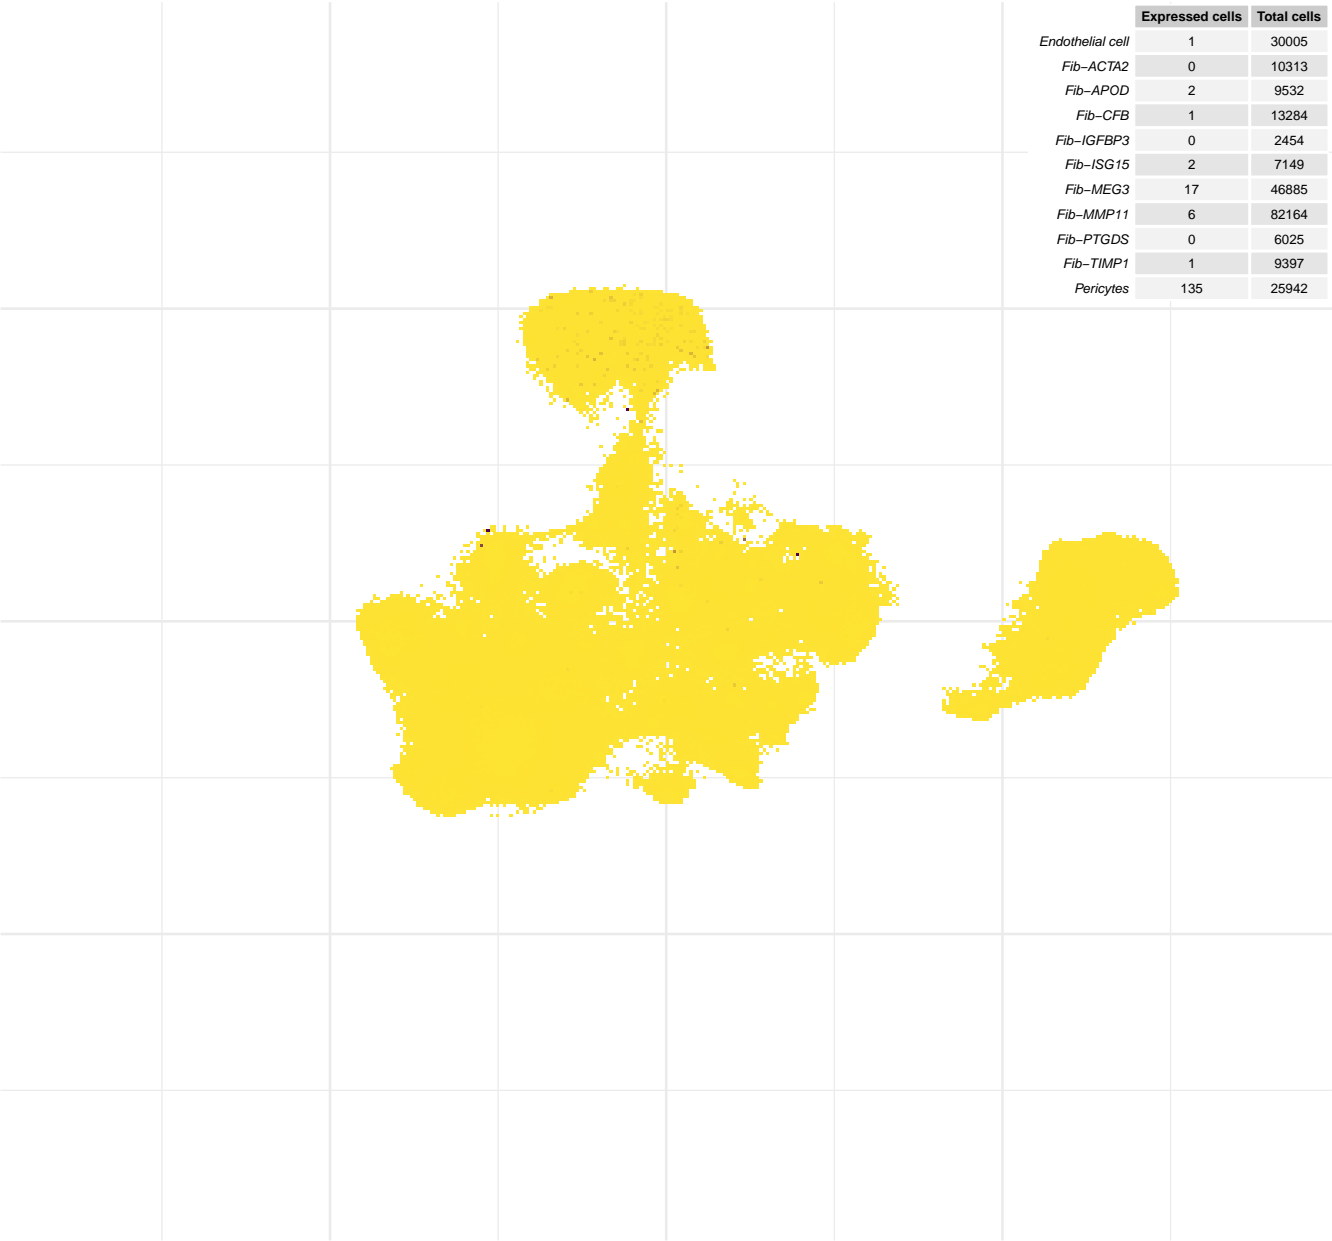 Expressed cells Total cells
Endothelial cell 1 30005
Fib−ACTA2 0 10313
Fib−APOD 2 9532
Fib−CFB 1 13284
Fib−IGFBP3 0 2454
Fib−ISG15 2 7149
Fib−MEG3 17 46885
Fib−MMP11 6 82164
Fib−PTGDS 0 6025
Fib−TIMP1 1 9397
Pericytes 135 25942